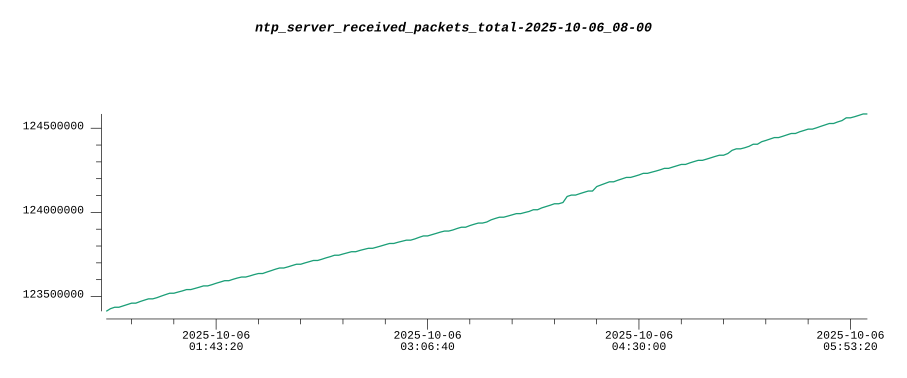 ntp_server_received_packets_total-2025-10-06_08-00
124500000
124000000
123500000
2025-10-06 2025-10-06 2025-10-06 2025-10-06
01:43:20 03:06:40 04:30:00 05:53:20